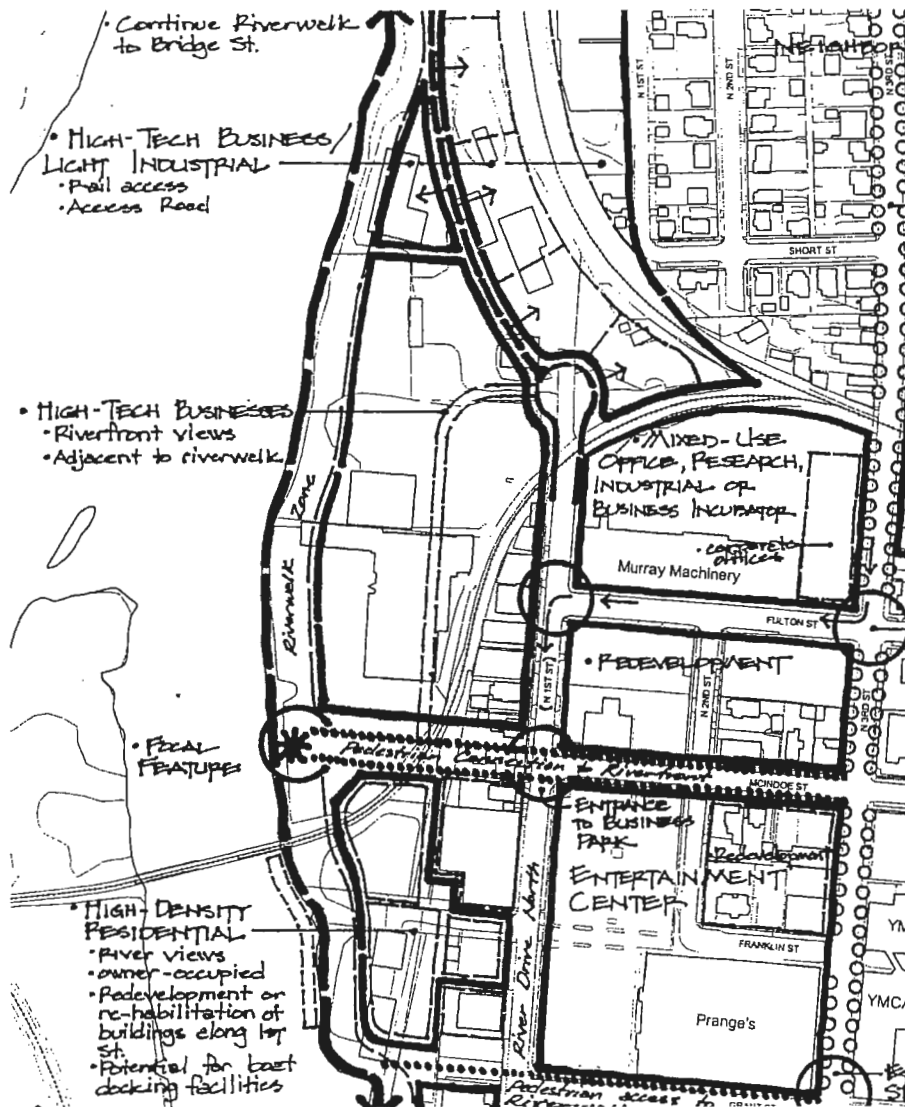 • Continue Riverwalk
to Bridge St.
NEIGHBOR
N 1ST ST
N 2ND ST
N 3RD ST
• HIGH-TECH BUSINESS/
LIGHT INDUSTRIAL
• Rail access
• Access Road
SHORT ST
• HIGH-TECH BUSINESSES
• Riverfront views
• Adjacent to riverwalk
• MIXED-USE
OFFICE, RESEARCH,
INDUSTRIAL OR
BUSINESS INCUBATOR
• corporate
offices
Murray Machinery
Riverwalk Zone
FULTON ST
• REDEVELOPMENT
(N 1ST ST)
N 2ND ST
N 3RD ST
• FOCAL
FEATURE
Pedestrian Connection to Riverfront
MCINDOE ST
ENTRANCE
TO BUSINESS
PARK
Redevelopment
ENTERTAINMENT
CENTER
• HIGH-DENSITY
RESIDENTIAL
• River views
• owner-occupied
• Redevelopment or
re-habilitation of
buildings along 1st
St.
• Potential for boat
docking facilities
River Drive North
FRANKLIN ST
YM
YMCA
Prange's
Pedestrian access to
GRANT ST